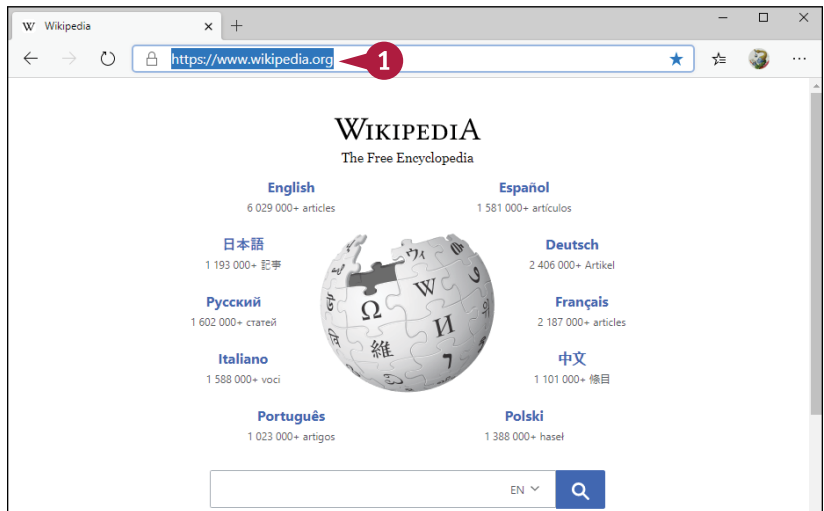 W Wikipedia
https://www.wikipedia.org 1
WIKIPEDIA
The Free Encyclopedia
English Español
6 029 000+ articles 1 581 000+ artículos
日本語 Deutsch
1 193 000+ 記事 2 406 000+ Artikel
Русский Français
1 602 000+ статей 2 187 000+ articles
Italiano 中文
1 588 000+ voci 1 101 000+ 條目
Português Polski
1 023 000+ artigos 1 388 000+ haseł
EN